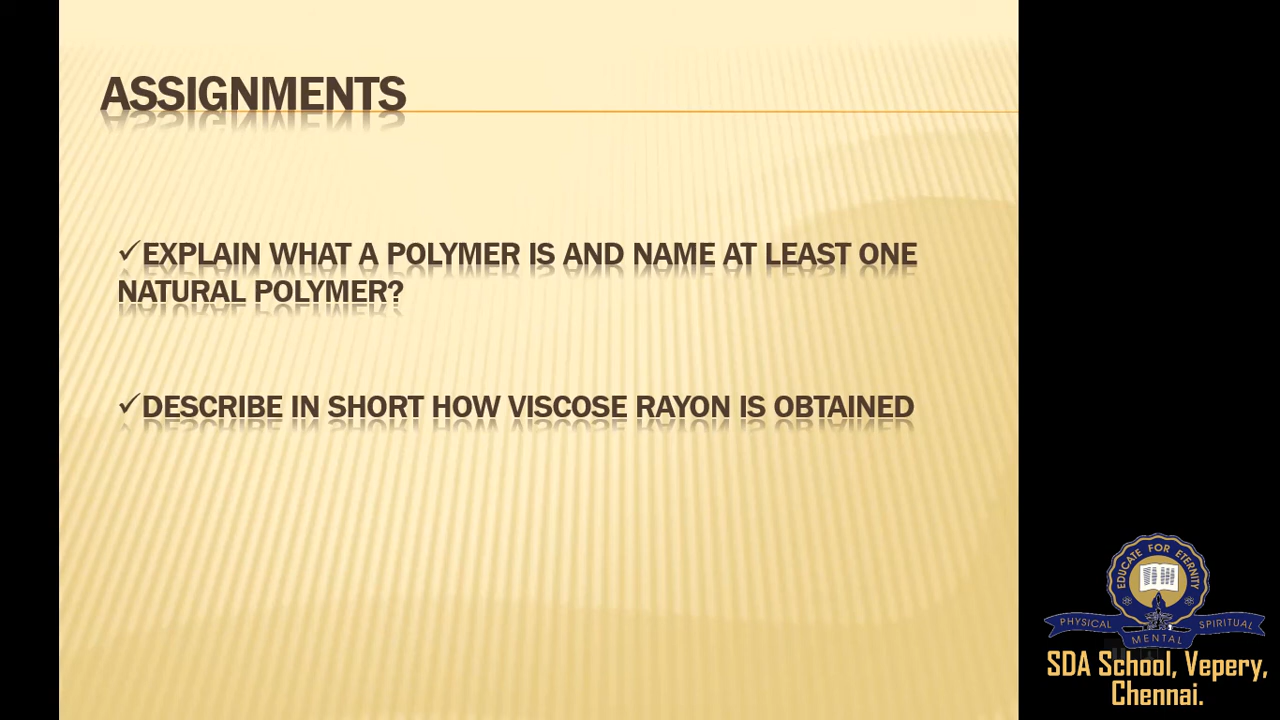 ASSIGNMENTS
✓EXPLAIN WHAT A POLYMER IS AND NAME AT LEAST ONE
NATURAL POLYMER?
✓DESCRIBE IN SHORT HOW VISCOSE RAYON IS OBTAINED
EDUCATE FOR ETERNITY
PHYSICAL
MENTAL
SPIRITUAL
SDA School, Vepery,
Chennai.